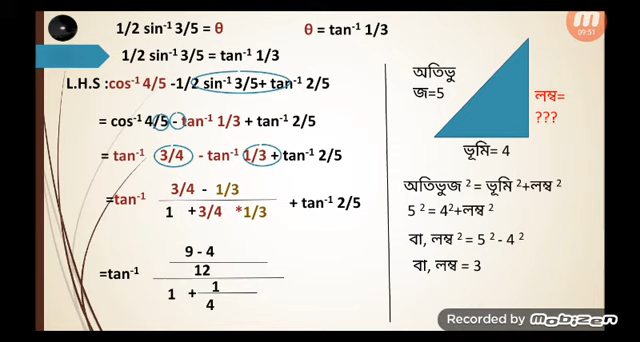 1/2 sin⁻¹ 3/5 = θ
θ = tan⁻¹ 1/3
1/2 sin⁻¹ 3/5 = tan⁻¹ 1/3
L.H.S : cos⁻¹ 4/5 -1/2 sin⁻¹ 3/5+ tan⁻¹ 2/5
= cos⁻¹ 4/5 - tan⁻¹ 1/3 + tan⁻¹ 2/5
= tan⁻¹ 3/4 - tan⁻¹ 1/3 + tan⁻¹ 2/5
=tan⁻¹
3/4 - 1/3
1 +3/4 *1/3
+ tan⁻¹ 2/5
=tan⁻¹
9 - 4
12
1 + 1
4
09:51
অতিভু
জ=5
লম্ব=
???
ভূমি= 4
অতিভুজ ² = ভূমি ²+লম্ব ²
5 ² = 4²+লম্ব ²
বা, লম্ব ² = 5 ² - 4 ²
বা, লম্ব = 3
Recorded by Mobizen